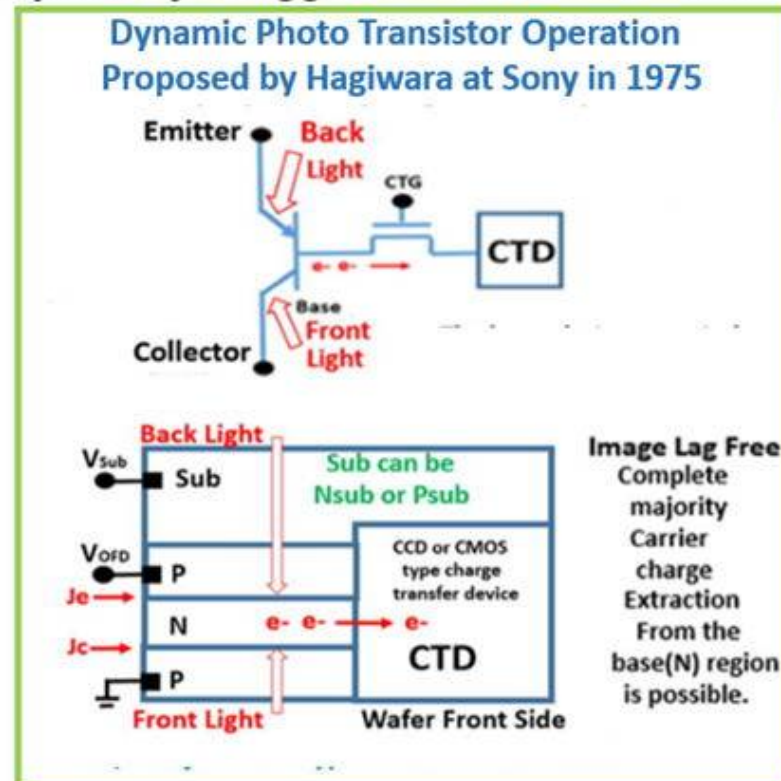 Dynamic Photo Transistor Operation
Proposed by Hagiwara at Sony in 1975
Emitter
Back
Light
CTG
CTD
e- e-
Base
Front
Light
Collector
Back Light
VSub
Sub
Sub can be
Nsub or Psub
VOFD
P
Je
N
e- e- e-
Jc
P
CCD or CMOS
type charge
transfer device
CTD
Front Light
Wafer Front Side
Image Lag Free
Complete
majority
Carrier
charge
Extraction
From the
base(N) region
is possible.